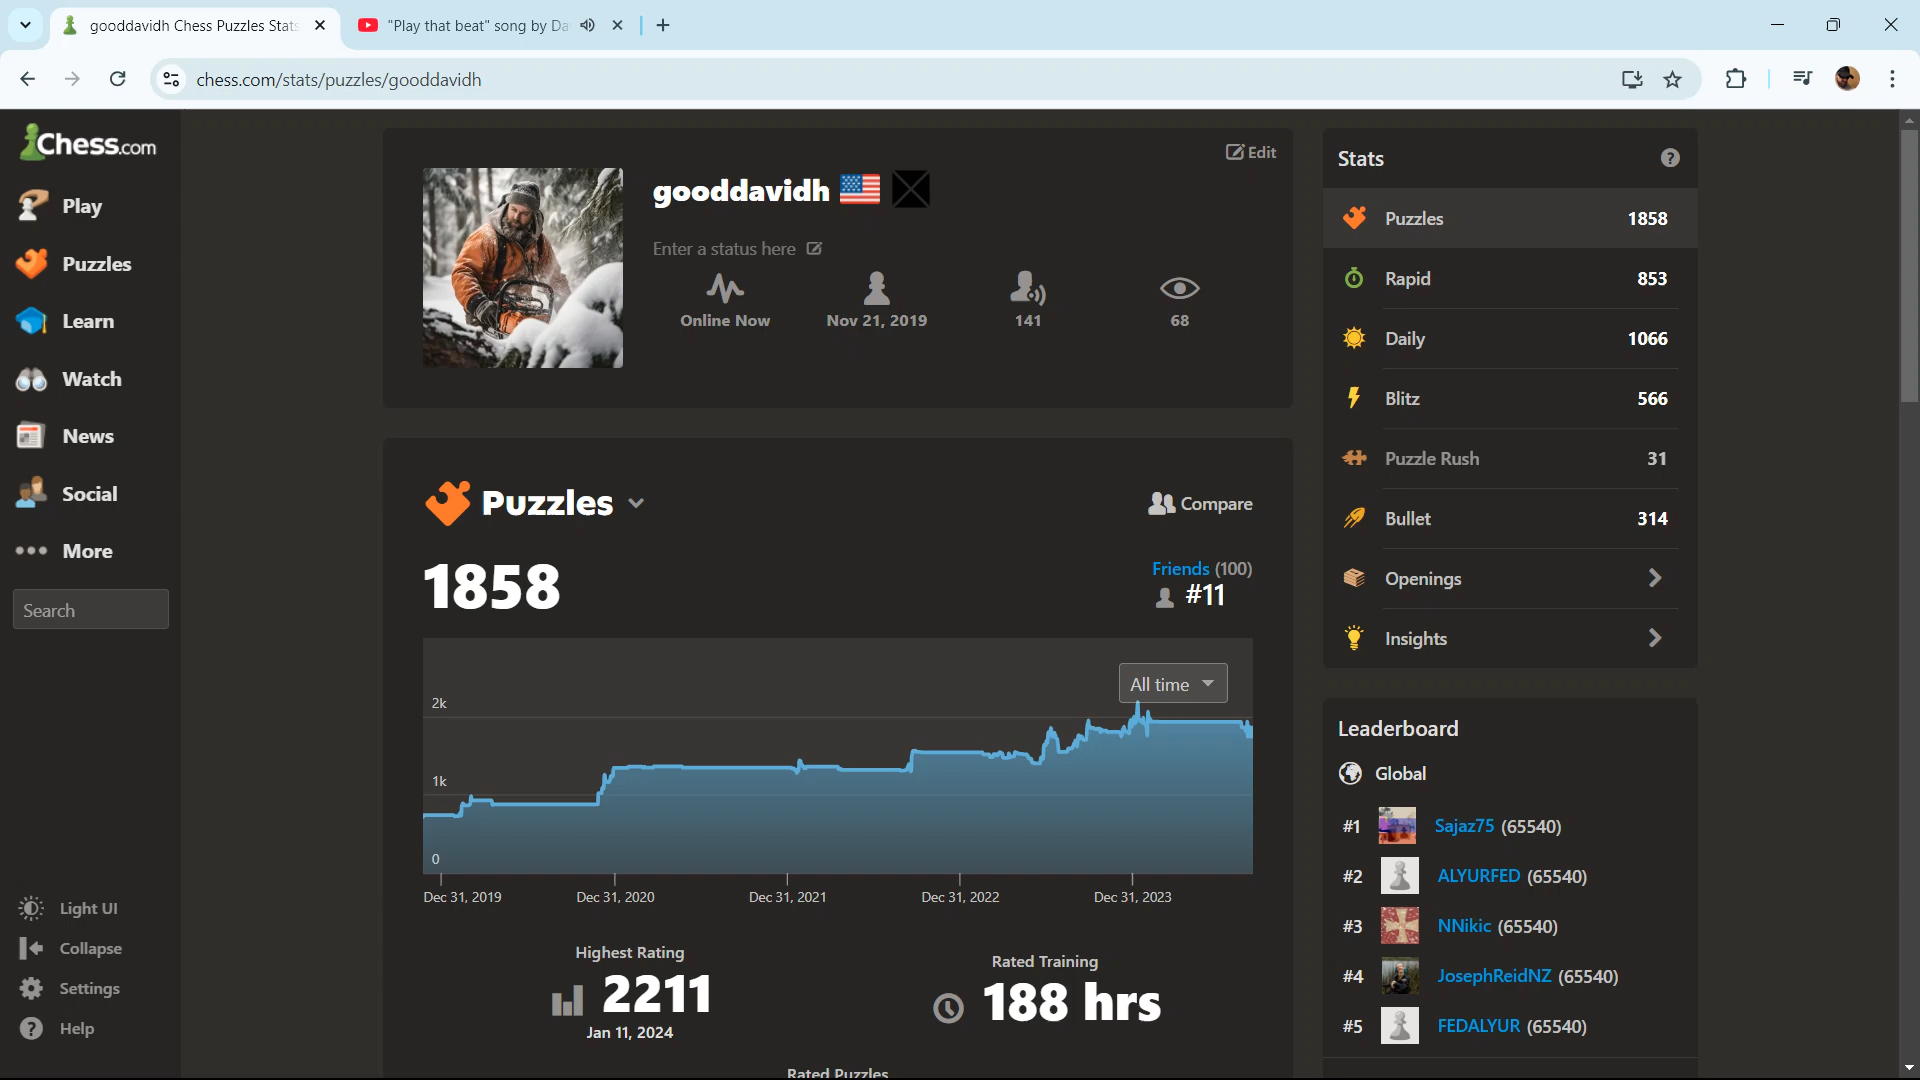 gooddavidh Chess Puzzles Stats
"Play that beat" song by Da
chess.com/stats/puzzles/gooddavidh
Chess.com
Play
Puzzles
Learn
Watch
News
Social
More
Search
Light UI
Collapse
Settings
Help
Edit
gooddavidh
Enter a status here
Online Now
Nov 21, 2019
141
68
Puzzles
Compare
1858
Friends (100)
#11
All time
2k
1k
0
Dec 31, 2019
Dec 31, 2020
Dec 31, 2021
Dec 31, 2022
Dec 31, 2023
Highest Rating
2211
Jan 11, 2024
Rated Training
188 hrs
Rated Puzzles
Stats
Puzzles 1858
Rapid 853
Daily 1066
Blitz 566
Puzzle Rush 31
Bullet 314
Openings
Insights
Leaderboard
Global
#1 Sajaz75 (65540)
#2 ALYURFED (65540)
#3 NNikic (65540)
#4 JosephReidNZ (65540)
#5 FEDALYUR (65540)